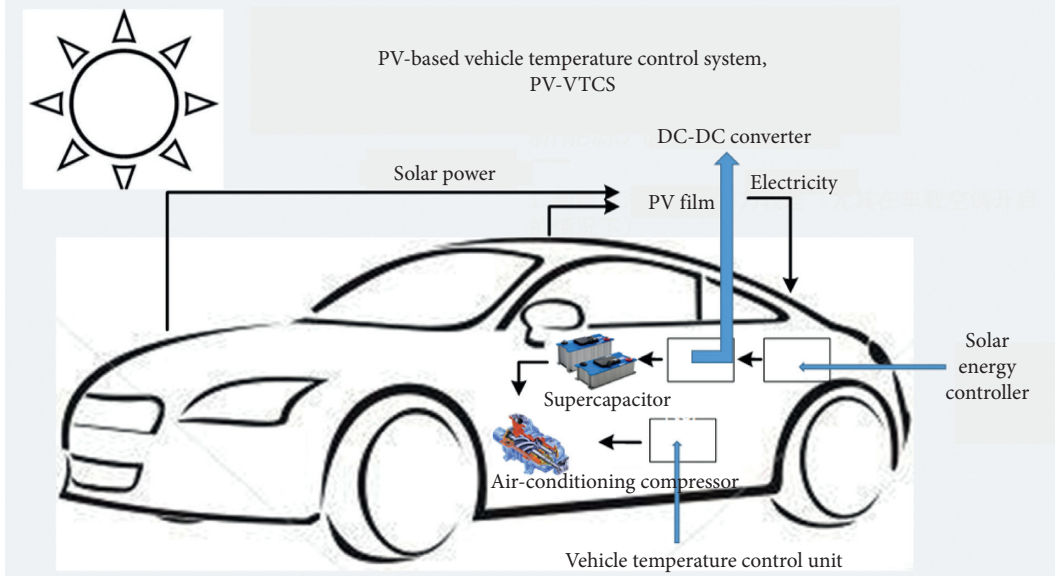 PV-based vehicle temperature control system,
PV-VTCS
DC-DC converter
Solar power
PV film
Electricity
Solar
energy
controller
Supercapacitor
Air-conditioning compressor
Vehicle temperature control unit